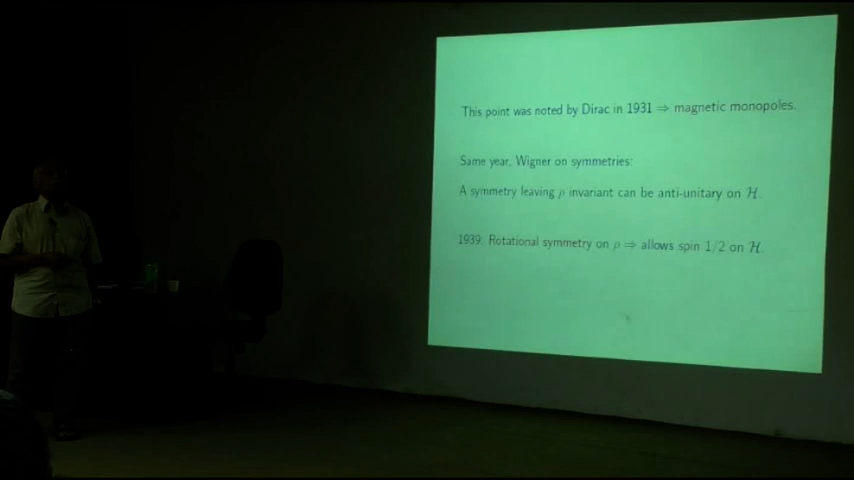 This point was noted by Dirac in 1931 ⇒ magnetic monopoles.
Same year, Wigner on symmetries:
A symmetry leaving ρ invariant can be anti-unitary on ℋ.
1939: Rotational symmetry on ρ ⇒ allows spin 1/2 on ℋ.